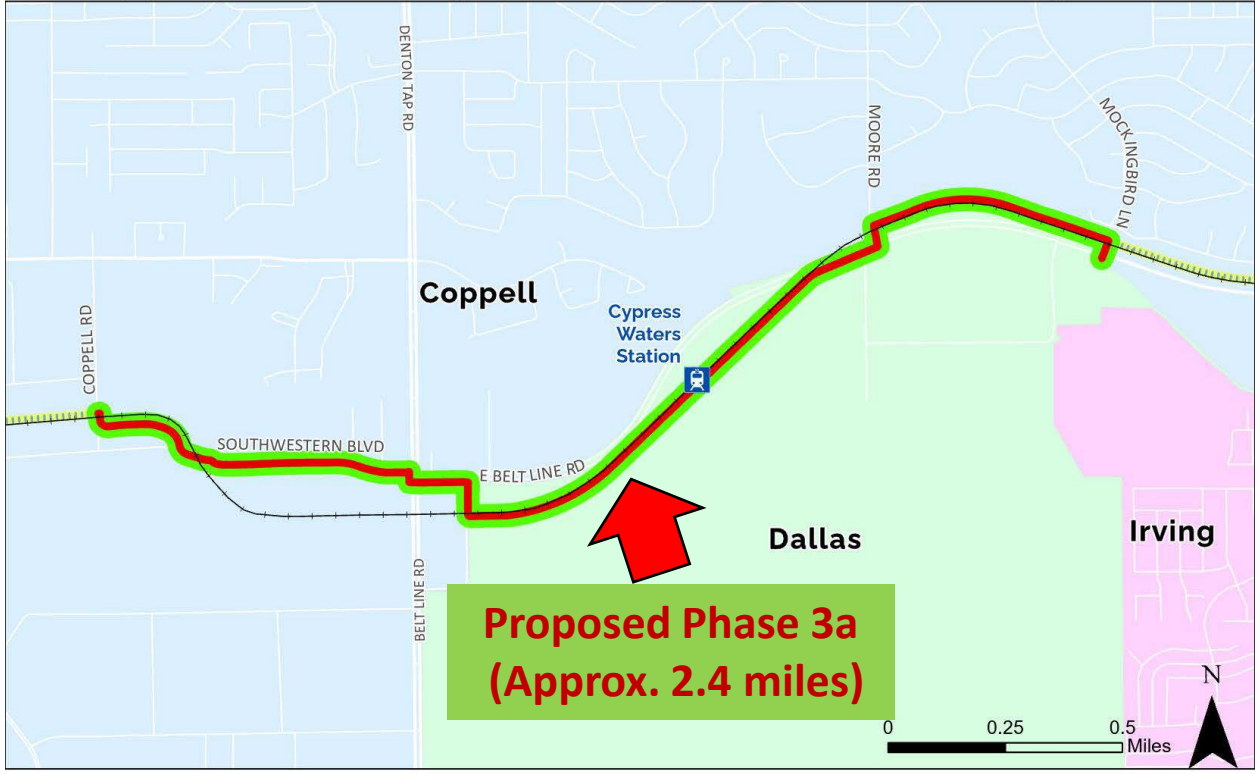 DENTON TAP RD
MOORE RD
MOCKINGBIRD LN
Coppell
Cypress
Waters
Station
COPPELL RD
SOUTHWESTERN BLVD
E BELT LINE RD
Dallas
Irving
BELT LINE RD
Proposed Phase 3a
(Approx. 2.4 miles)
N
0 0.25 0.5
Miles